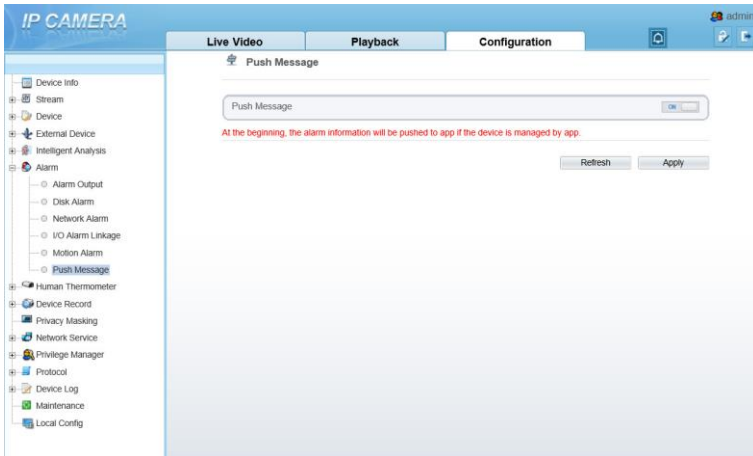 IP CAMERA
admin
Live Video
Playback
Configuration
Push Message
Device Info
Stream
Device
External Device
Intelligent Analysis
Alarm
Alarm Output
Disk Alarm
Network Alarm
I/O Alarm Linkage
Motion Alarm
Push Message
Human Thermometer
Device Record
Privacy Masking
Network Service
Privilege Manager
Protocol
Device Log
Maintenance
Local Config
Push Message
ON
At the beginning, the alarm information will be pushed to app if the device is managed by app.
Refresh
Apply